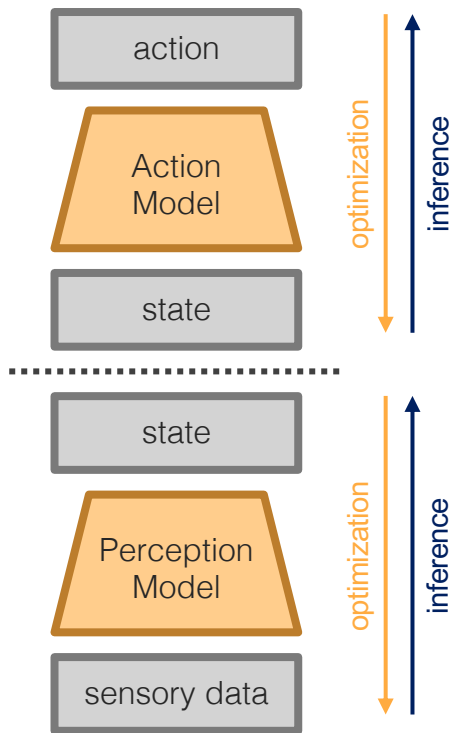 action
Action
Model
state
optimization
inference
state
Perception
Model
sensory data
optimization
inference